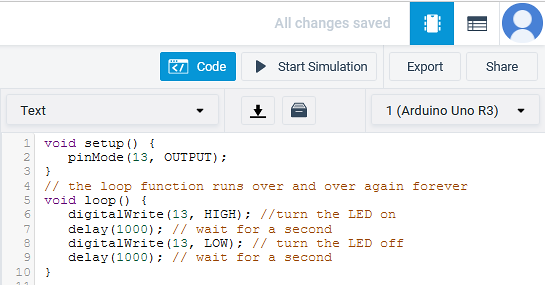 All changes saved
</> Code
Start Simulation
Export
Share
Text
1 (Arduino Uno R3)
1 void setup() {
2 pinMode(13, OUTPUT);
3 }
4 // the loop function runs over and over again forever
5 void loop() {
6 digitalWrite(13, HIGH); //turn the LED on
7 delay(1000); // wait for a second
8 digitalWrite(13, LOW); // turn the LED off
9 delay(1000); // wait for a second
10 }
11